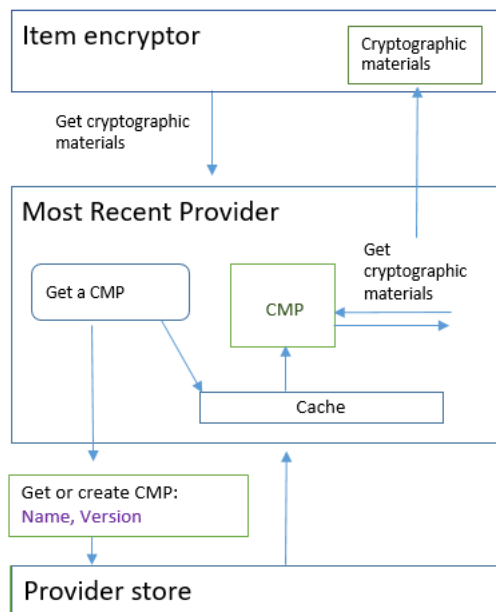 Item encryptor
Cryptographic
materials
Get cryptographic
materials
Most Recent Provider
Get
cryptographic
materials
Get a CMP
CMP
Cache
Get or create CMP:
Name, Version
Provider store